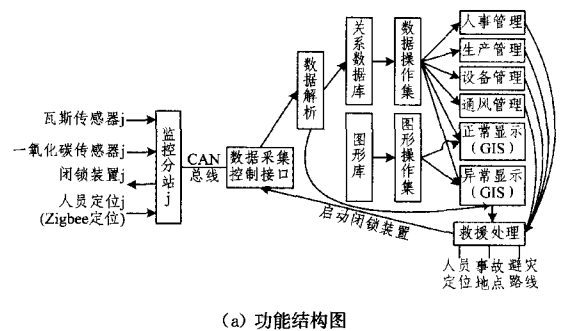 瓦斯传感器j
一氧化碳传感器j
闭锁装置j
人员定位j
(Zigbee定位)
监控分站j
CAN
总线
数据采集
控制接口
数据解析
关系数据库
数据操作集
图形库
图形操作集
人事管理
生产管理
设备管理
通风管理
正常显示
(GIS)
异常显示
(GIS)
启动闭锁装置
救援处理
人员 事故 避灾
定位 地点 路线
(a) 功能结构图